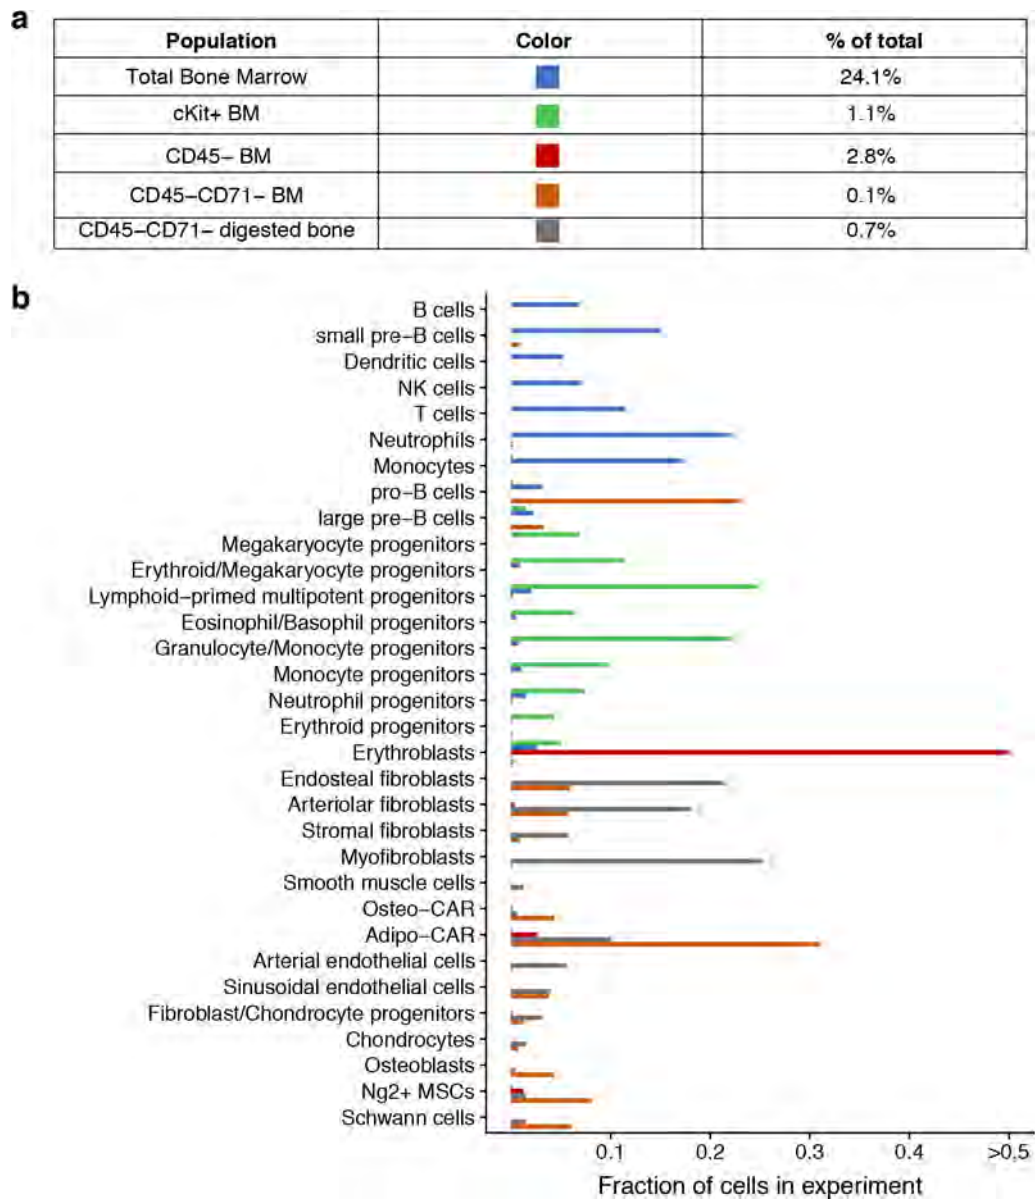 a
Population Color % of total
Total Bone Marrow 24.1%
cKit+ BM 1.1%
CD45− BM 2.8%
CD45−CD71− BM 0.1%
CD45−CD71− digested bone 0.7%
b
B cells
small pre−B cells
Dendritic cells
NK cells
T cells
Neutrophils
Monocytes
pro−B cells
large pre−B cells
Megakaryocyte progenitors
Erythroid/Megakaryocyte progenitors
Lymphoid−primed multipotent progenitors
Eosinophil/Basophil progenitors
Granulocyte/Monocyte progenitors
Monocyte progenitors
Neutrophil progenitors
Erythroid progenitors
Erythroblasts
Endosteal fibroblasts
Arteriolar fibroblasts
Stromal fibroblasts
Myofibroblasts
Smooth muscle cells
Osteo−CAR
Adipo−CAR
Arterial endothelial cells
Sinusoidal endothelial cells
Fibroblast/Chondrocyte progenitors
Chondrocytes
Osteoblasts
Ng2+ MSCs
Schwann cells
0.1 0.2 0.3 0.4 >0.5
Fraction of cells in experiment